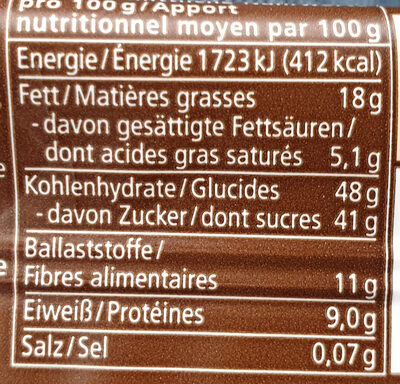 pro 100 g/Apport
nutritionnel moyen par 100 g
Energie/Énergie 1723 kJ (412 kcal)
Fett/Matières grasses 18 g
- davon gesättigte Fettsäuren/
dont acides gras saturés 5,1 g
Kohlenhydrate/Glucides 48 g
- davon Zucker/dont sucres 41 g
Ballaststoffe/
Fibres alimentaires 11 g
Eiweiß/Protéines 9,0 g
Salz/Sel 0,07 g